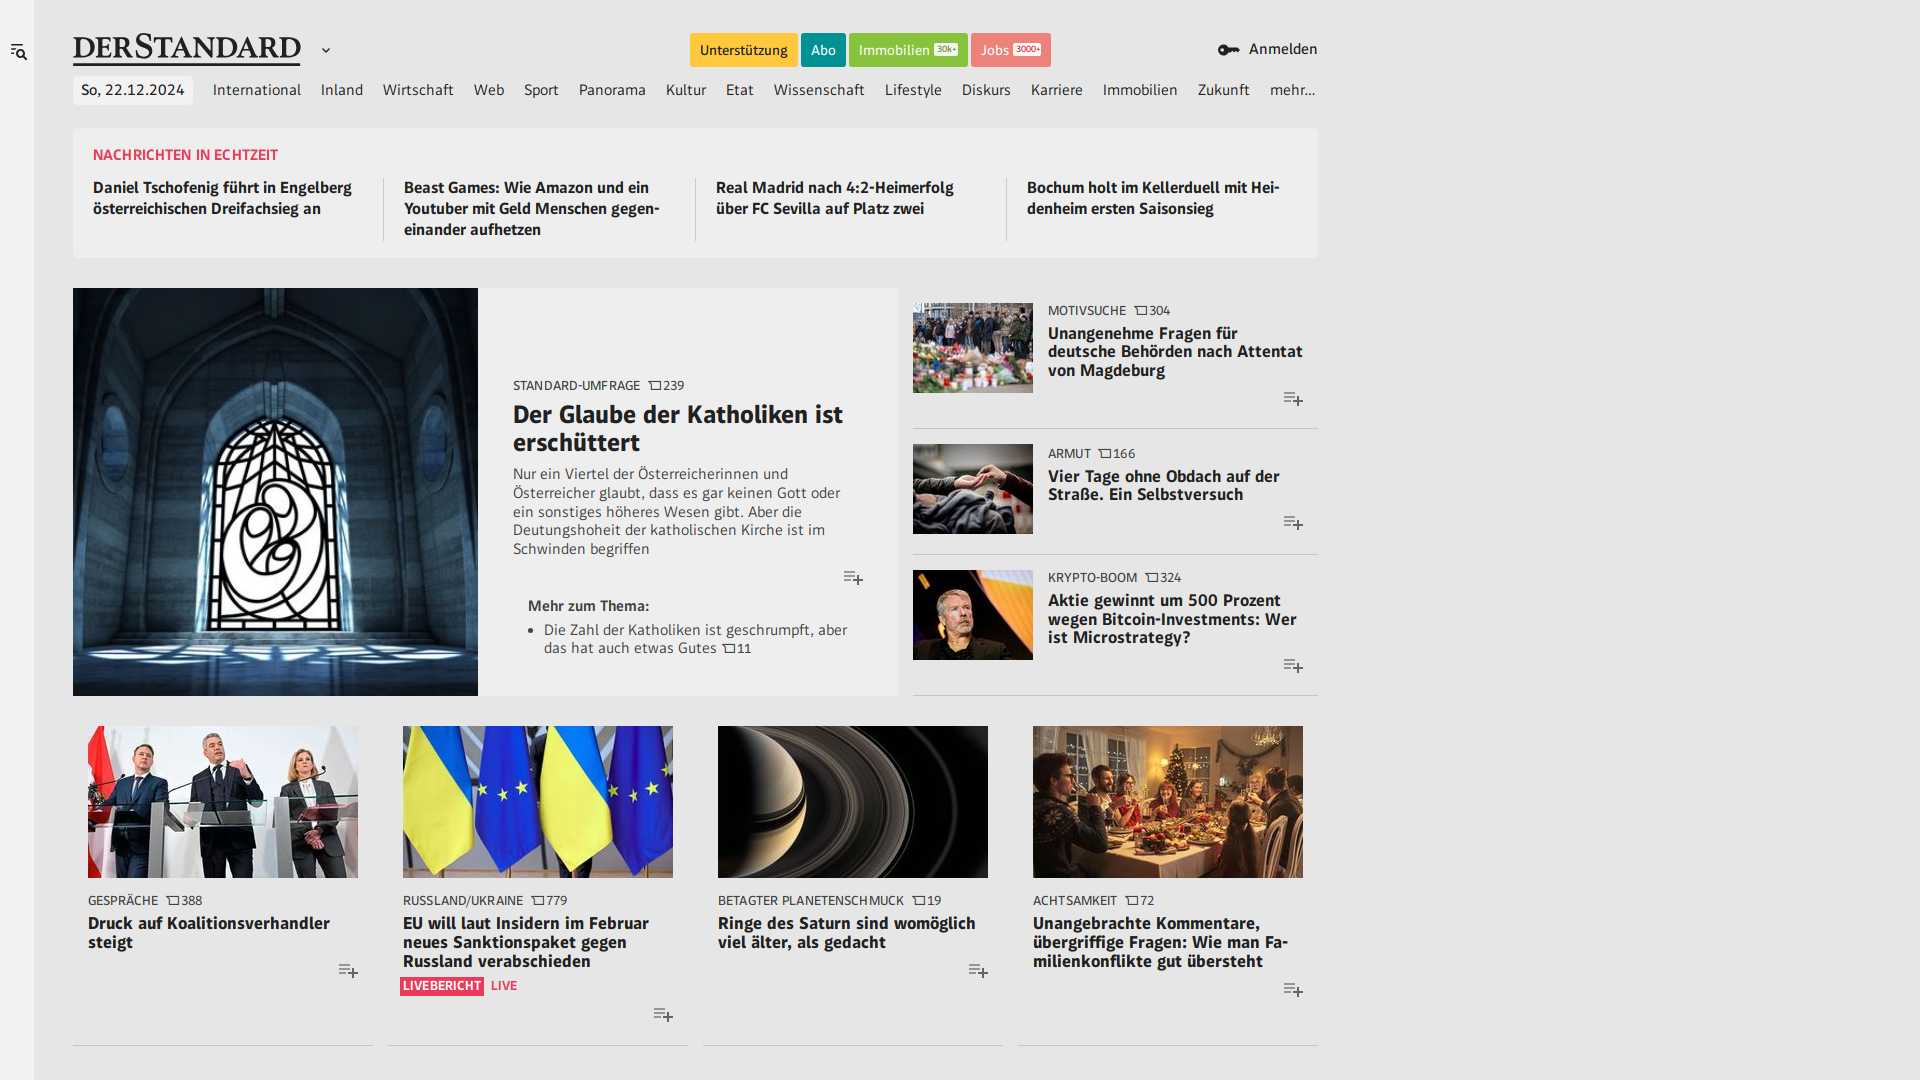 DERSTANDARD
Unterstützung
Abo
Immobilien 30k+
Jobs 3000+
Anmelden
So, 22.12.2024
International
Inland
Wirtschaft
Web
Sport
Panorama
Kultur
Etat
Wissenschaft
Lifestyle
Diskurs
Karriere
Immobilien
Zukunft
mehr...
NACHRICHTEN IN ECHTZEIT
Daniel Tschofenig führt in Engelberg
österreichischen Dreifachsieg an
Beast Games: Wie Amazon und ein
Youtuber mit Geld Menschen gegen-
einander aufhetzen
Real Madrid nach 4:2-Heimerfolg
über FC Sevilla auf Platz zwei
Bochum holt im Kellerduell mit Hei-
denheim ersten Saisonsieg
STANDARD-UMFRAGE 239
Der Glaube der Katholiken ist
erschüttert
Nur ein Viertel der Österreicherinnen und
Österreicher glaubt, dass es gar keinen Gott oder
ein sonstiges höheres Wesen gibt. Aber die
Deutungshoheit der katholischen Kirche ist im
Schwinden begriffen
Mehr zum Thema:
Die Zahl der Katholiken ist geschrumpft, aber
das hat auch etwas Gutes 11
MOTIVSUCHE 304
Unangenehme Fragen für
deutsche Behörden nach Attentat
von Magdeburg
ARMUT 166
Vier Tage ohne Obdach auf der
Straße. Ein Selbstversuch
KRYPTO-BOOM 324
Aktie gewinnt um 500 Prozent
wegen Bitcoin-Investments: Wer
ist Microstrategy?
GESPRÄCHE 388
Druck auf Koalitionsverhandler
steigt
RUSSLAND/UKRAINE 779
EU will laut Insidern im Februar
neues Sanktionspaket gegen
Russland verabschieden
LIVEBERICHT LIVE
BETAGTER PLANETENSCHMUCK 19
Ringe des Saturn sind womöglich
viel älter, als gedacht
ACHTSAMKEIT 72
Unangebrachte Kommentare,
übergriffige Fragen: Wie man Fa-
milienkonflikte gut übersteht